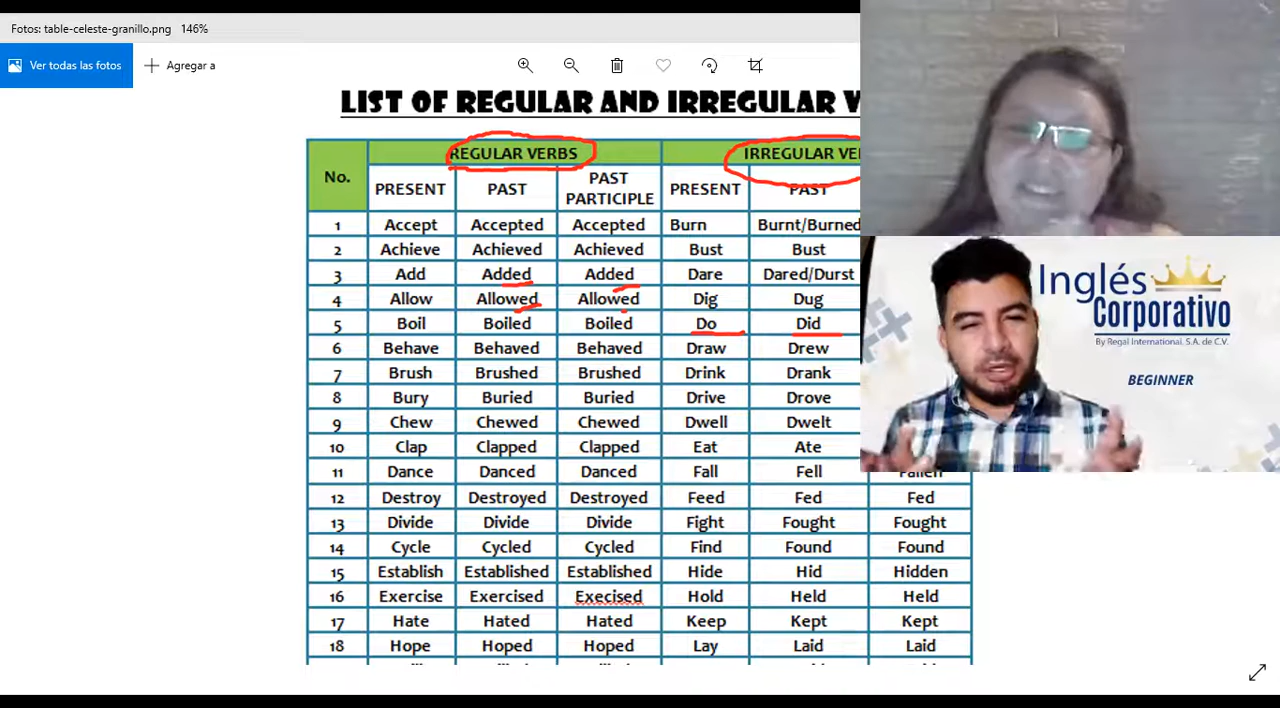 Fotos: table-celeste-granillo.png 146%
Ver todas las fotos Agregar a
LIST OF REGULAR AND IRREGULAR V
No. REGULAR VERBS IRREGULAR VE
PRESENT PAST PAST PARTICIPLE PRESENT PAST
1 Accept Accepted Accepted Burn Burnt/Burned
2 Achieve Achieved Achieved Bust Bust
3 Add Added Added Dare Dared/Durst
4 Allow Allowed Allowed Dig Dug
5 Boil Boiled Boiled Do Did
6 Behave Behaved Behaved Draw Drew
7 Brush Brushed Brushed Drink Drank
8 Bury Buried Buried Drive Drove
9 Chew Chewed Chewed Dwell Dwelt
10 Clap Clapped Clapped Eat Ate
11 Dance Danced Danced Fall Fell Fallen
12 Destroy Destroyed Destroyed Feed Fed Fed
13 Divide Divide Divide Fight Fought Fought
14 Cycle Cycled Cycled Find Found Found
15 Establish Established Established Hide Hid Hidden
16 Exercise Exercised Execised Hold Held Held
17 Hate Hated Hated Keep Kept Kept
18 Hope Hoped Hoped Lay Laid Laid
Inglés
Corporativo
By Regal International, S.A. de C.V.
BEGINNER